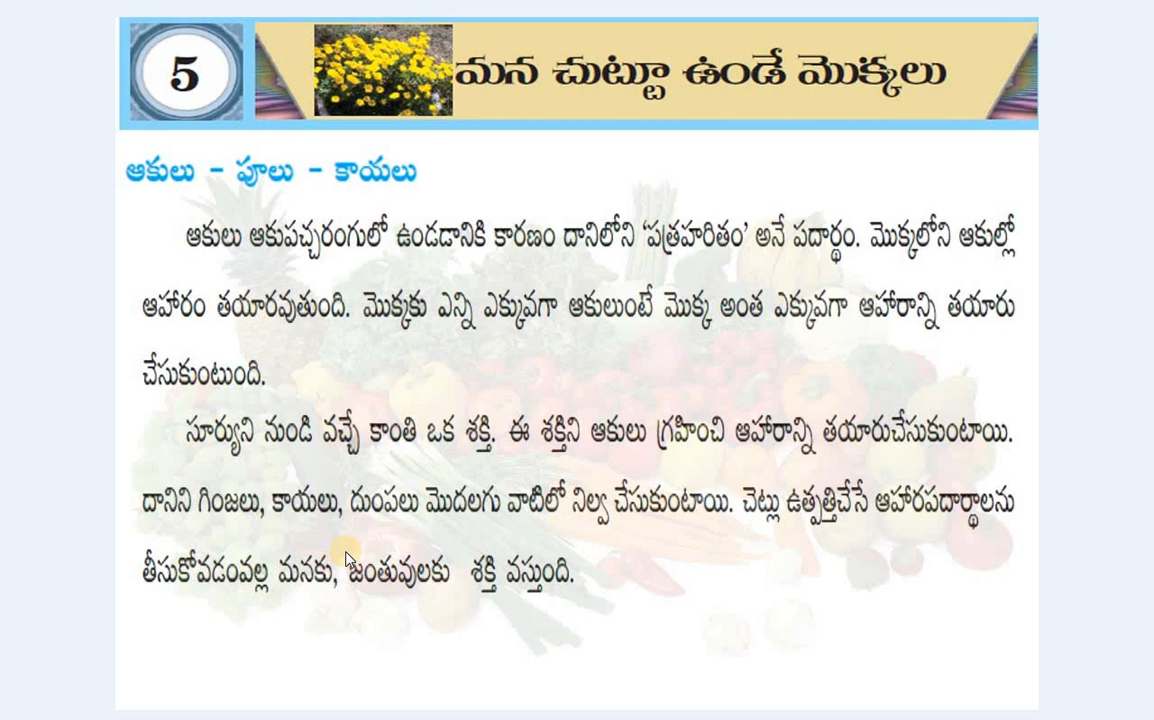 5
మన చుట్టూ ఉండే మొక్కలు
ఆకులు - పూలు - కాయలు
ఆకులు ఆకుపచ్చరంగులో ఉండడానికి కారణం దానిలోని ‘పత్రహరితం’ అనే పదార్థం. మొక్కలోని ఆకుల్లో
ఆహారం తయారవుతుంది. మొక్కకు ఎన్ని ఎక్కువగా ఆకులుంటే మొక్క అంత ఎక్కువగా ఆహారాన్ని తయారు
చేసుకుంటుంది.
సూర్యుని నుండి వచ్చే కాంతి ఒక శక్తి. ఈ శక్తిని ఆకులు గ్రహించి ఆహారాన్ని తయారుచేసుకుంటాయి.
దానిని గింజలు, కాయలు, దుంపలు మొదలగు వాటిలో నిల్వ చేసుకుంటాయి. చెట్లు ఉత్పత్తిచేసే ఆహారపదార్థాలను
తీసుకోవడంవల్ల మనకు, జంతువులకు శక్తి వస్తుంది.